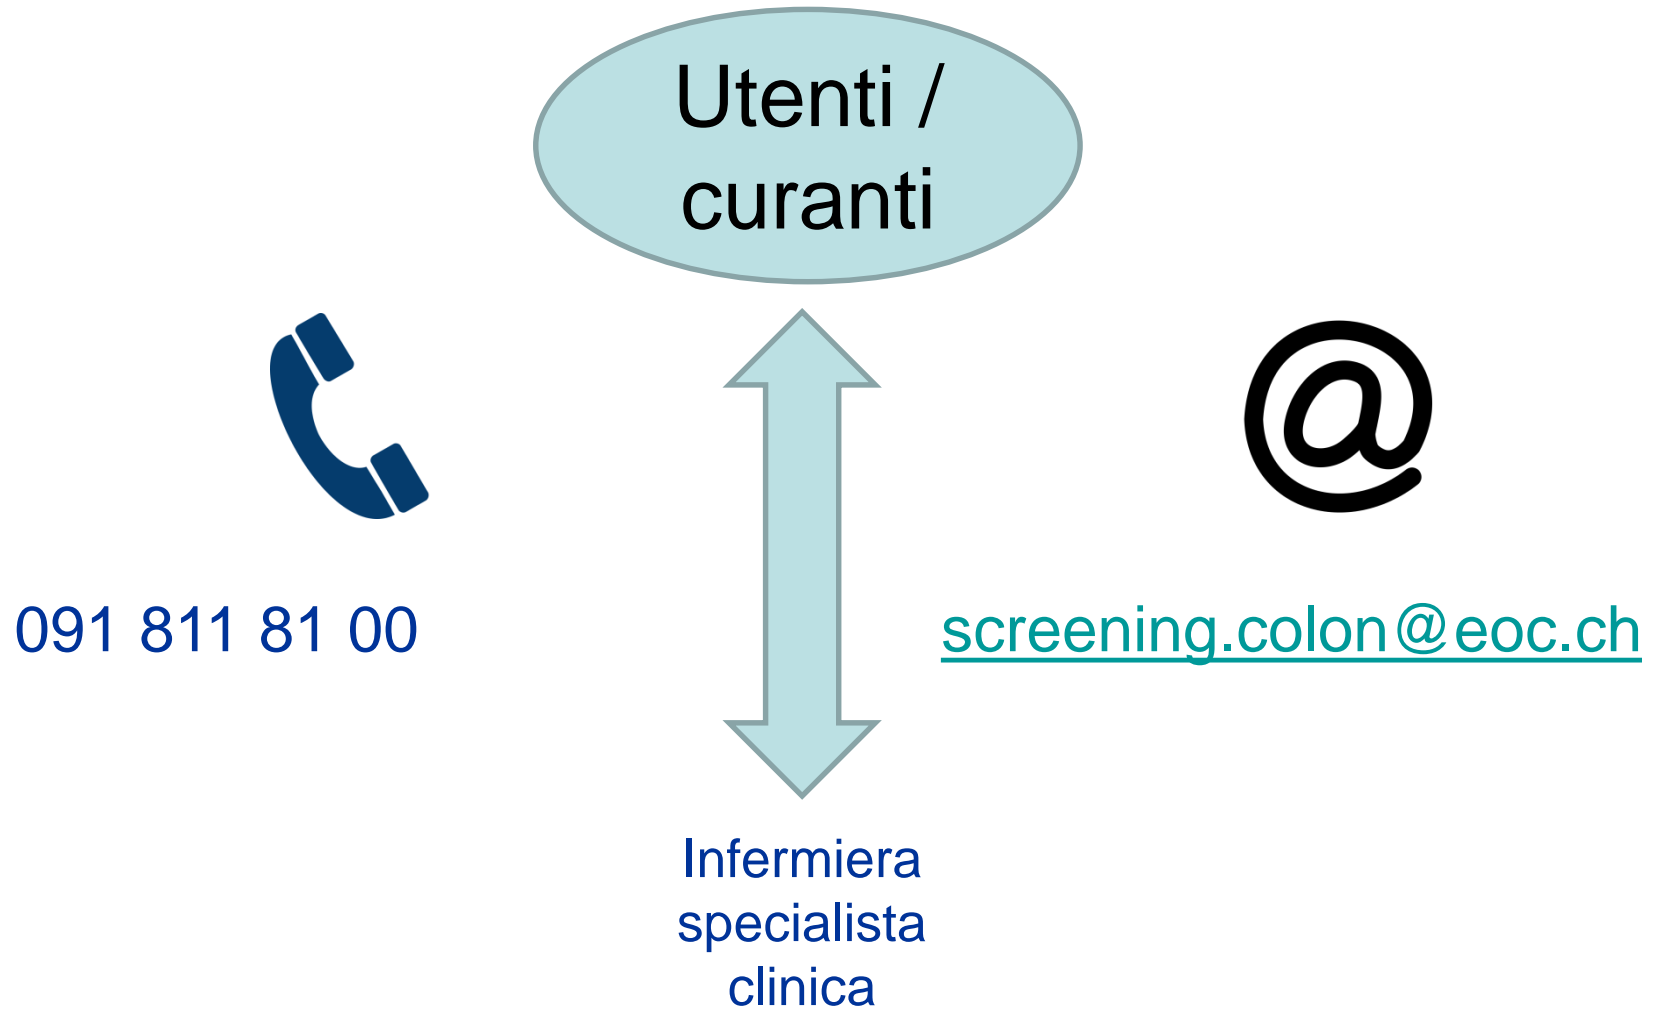 Utenti /
curanti
091 811 81 00
screening.colon@eoc.ch
Infermiera
specialista
clinica